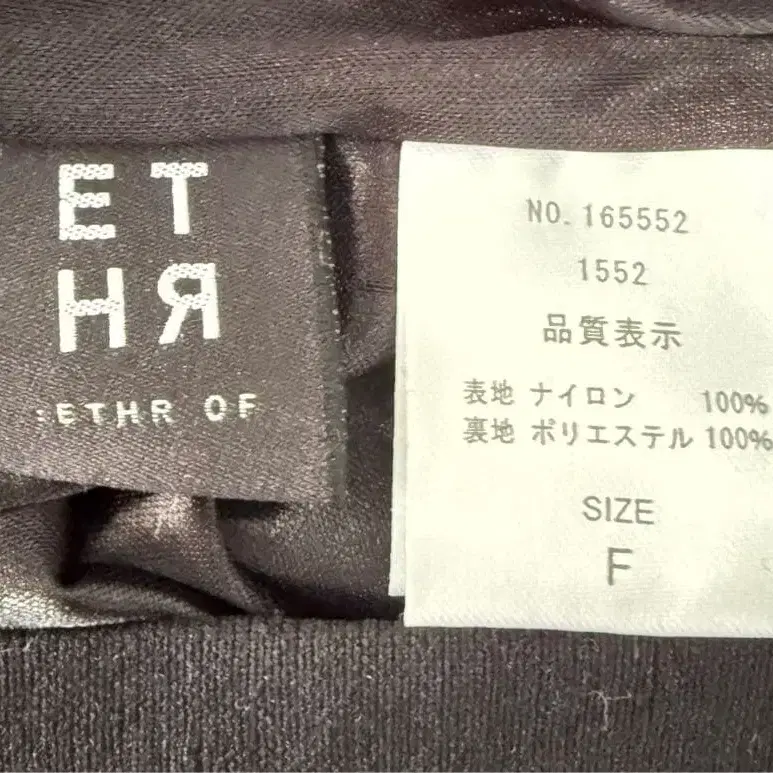 ET
HЯ
:ETHR OF
NO.165552
1552
品質表示
表地 ナイロン 100%
裏地 ポリエステル 100%
SIZE
F